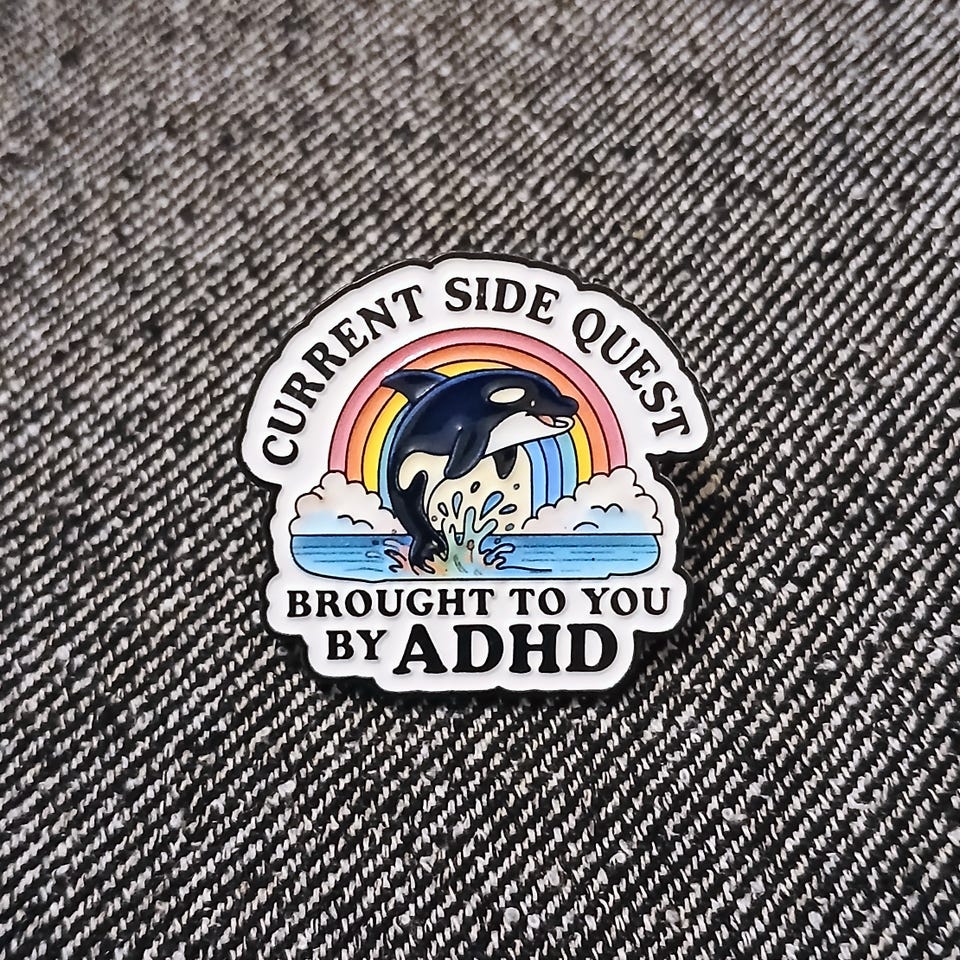 CURRENT SIDE QUEST
BROUGHT TO YOU
BY ADHD